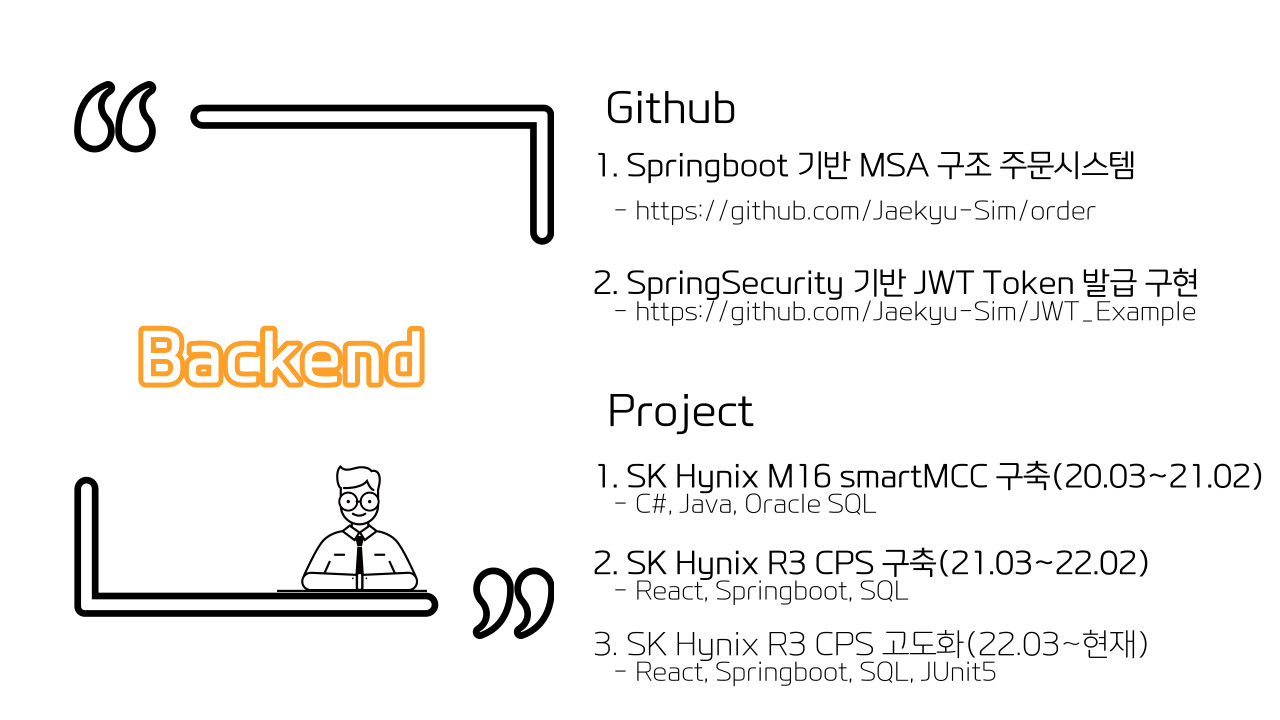 Backend
Github
1. Springboot 기반 MSA 구조 주문시스템
- https://github.com/Jaekyu-Sim/order
2. SpringSecurity 기반 JWT Token 발급 구현
- https://github.com/Jaekyu-Sim/JWT_Example
Project
1. SK Hynix M16 smartMCC 구축(20.03~21.02)
- C#, Java, Oracle SQL
2. SK Hynix R3 CPS 구축(21.03~22.02)
- React, Springboot, SQL
3. SK Hynix R3 CPS 고도화(22.03~현재)
- React, Springboot, SQL, JUnit5